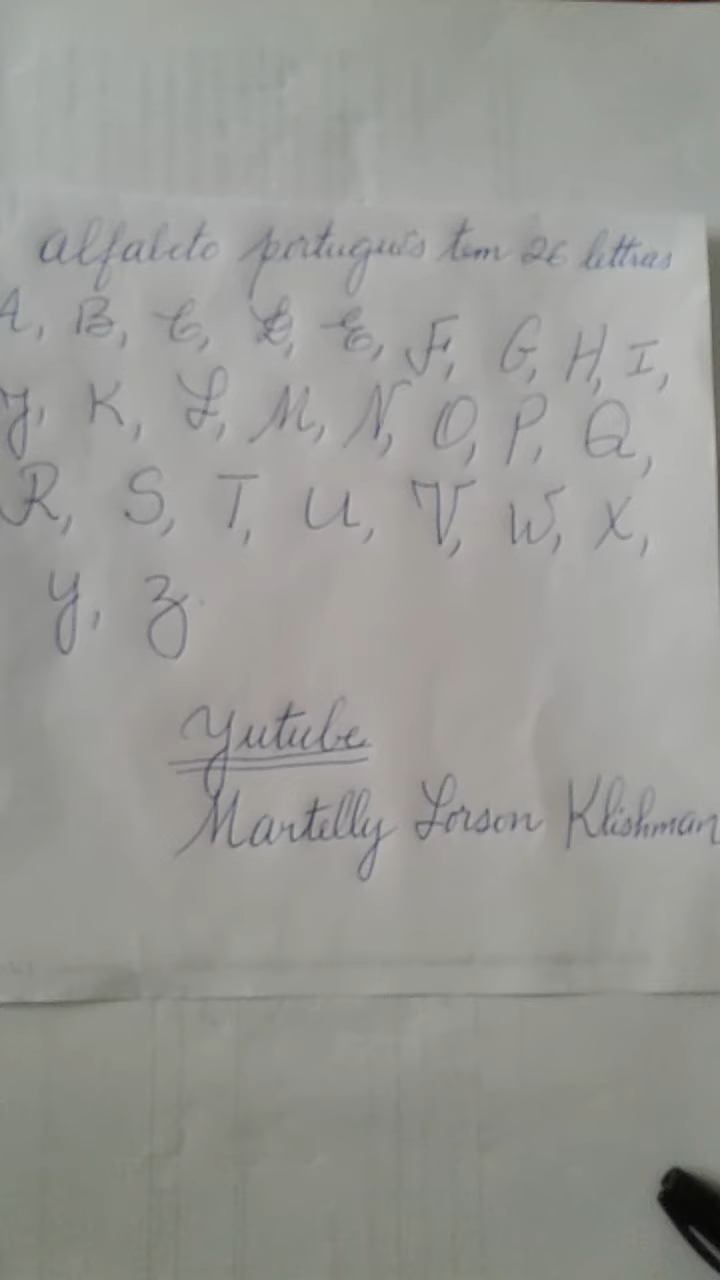 alfabeto português tem 26 lettras
A, B, C, D, E, F, G, H, I,
J, K, L, M, N, O, P, Q,
R, S, T, U, V, W, X,
Y, Z.
Yutube
Martelly Lorson Klishman